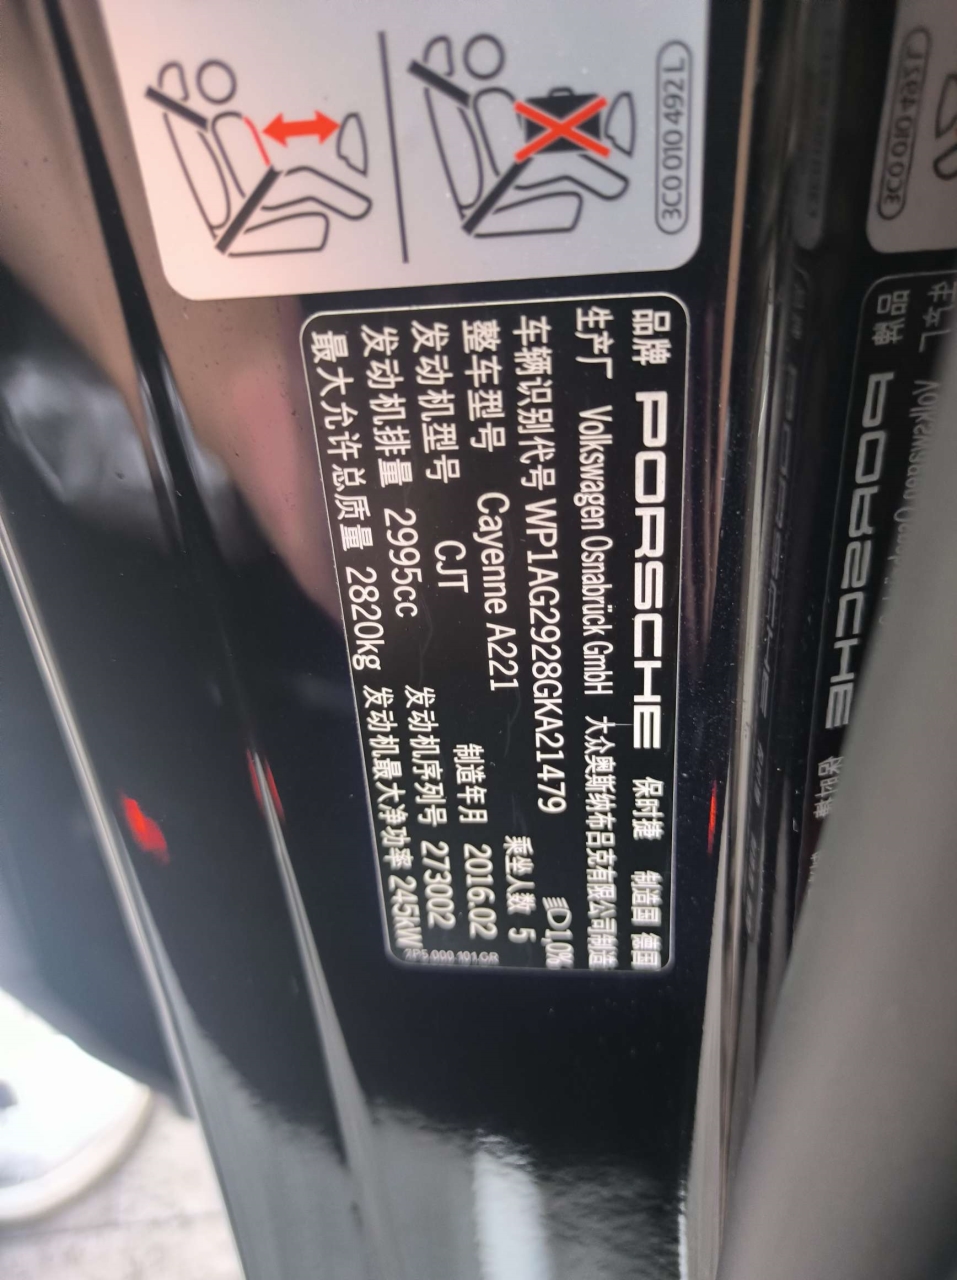 3C0 010 492 L
品牌 PORSCHE 保时捷 制造国 德国
生产厂 Volkswagen Osnabrück GmbH 大众奥斯纳布吕克有限公司制造
车辆识别代号 WP1AG2928GKA21479 1,0%
整车型号 Cayenne A221 乘坐人数 5
发动机型号 CJT 制造年月 2016.02
发动机排量 2995cc 发动机序列号 273002
最大允许总质量 2820kg 发动机最大净功率 245kW
7P5.000.101.GR